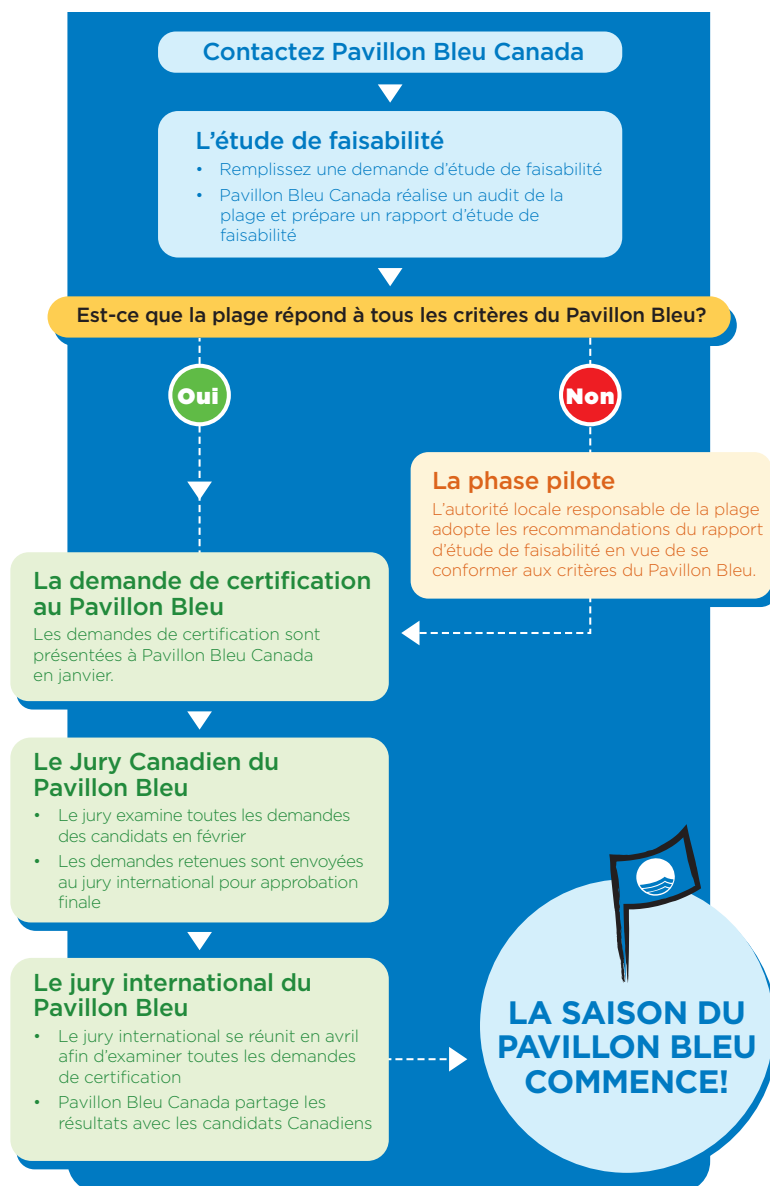 Contactez Pavillon Bleu Canada
L'étude de faisabilité
• Remplissez une demande d'étude de faisabilité
• Pavillon Bleu Canada réalise un audit de la
plage et prépare un rapport d'étude de
faisabilité
Est-ce que la plage répond à tous les critères du Pavillon Bleu?
Oui
Non
La phase pilote
L'autorité locale responsable de la plage
adopte les recommandations du rapport
d'étude de faisabilité en vue de se
conformer aux critères du Pavillon Bleu.
La demande de certification
au Pavillon Bleu
Les demandes de certification sont
présentées à Pavillon Bleu Canada
en janvier.
Le Jury Canadien du
Pavillon Bleu
• Le jury examine toutes les demandes
des candidats en février
• Les demandes retenues sont envoyées
au jury international pour approbation
finale
Le jury international du
Pavillon Bleu
• Le jury international se réunit en avril
afin d'examiner toutes les demandes
de certification
• Pavillon Bleu Canada partage les
résultats avec les candidats Canadiens
LA SAISON DU
PAVILLON BLEU
COMMENCE!